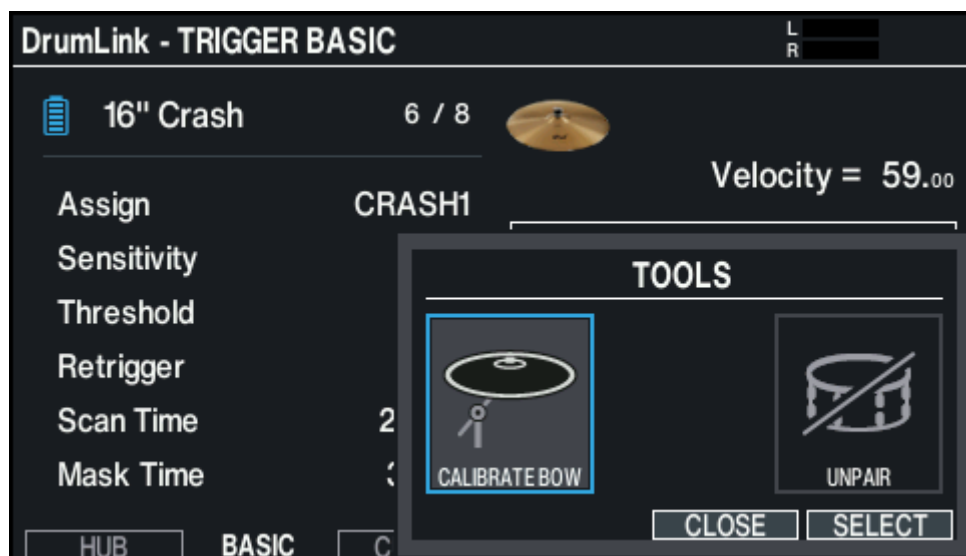 DrumLink - TRIGGER BASIC
L
R
16" Crash 6 / 8
Velocity = 59.00
Assign CRASH1
Sensitivity
Threshold
Retrigger
Scan Time 2
Mask Time
TOOLS
CALIBRATE BOW
UNPAIR
CLOSE SELECT
HUB BASIC C